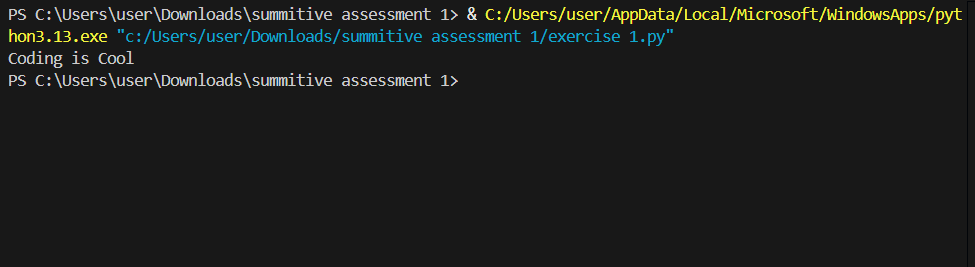 PS C:\Users\user\Downloads\summitive assessment 1> & C:/Users/user/AppData/Local/Microsoft/WindowsApps/pyt
hon3.13.exe "c:/Users/user/Downloads/summitive assessment 1/exercise 1.py"
Coding is Cool
PS C:\Users\user\Downloads\summitive assessment 1>